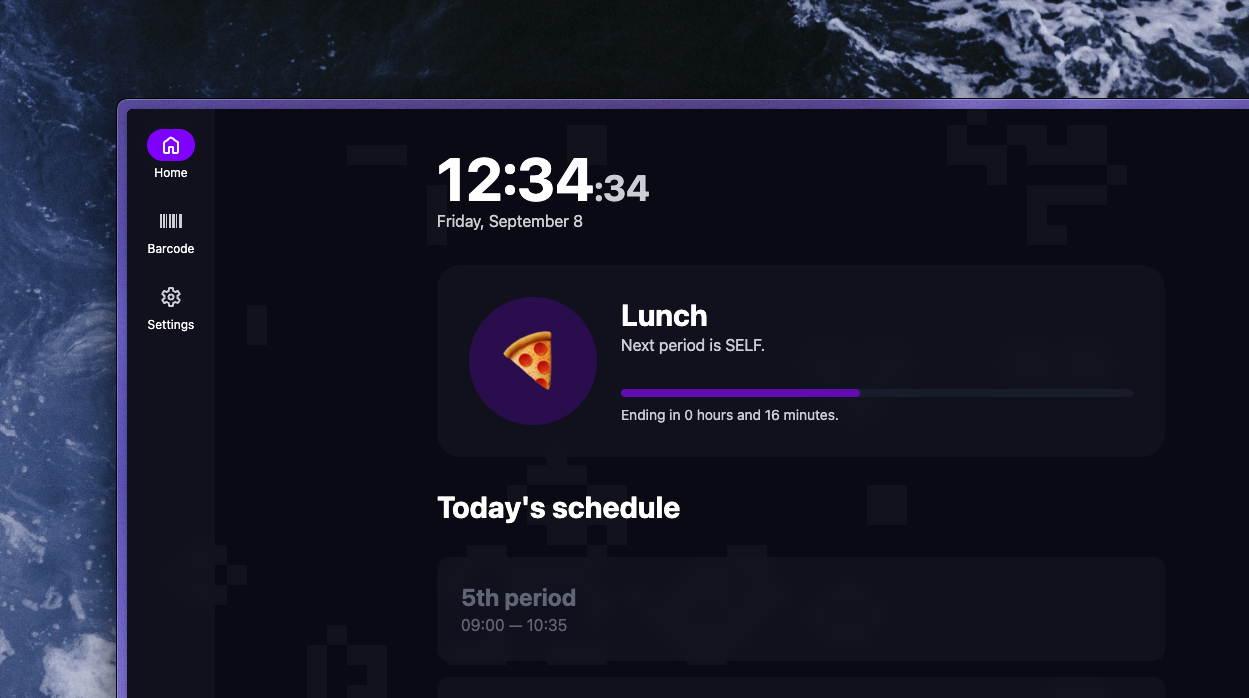 Home
Barcode
Settings
12:34:34
Friday, September 8
Lunch
Next period is SELF.
Ending in 0 hours and 16 minutes.
Today's schedule
5th period
09:00 — 10:35